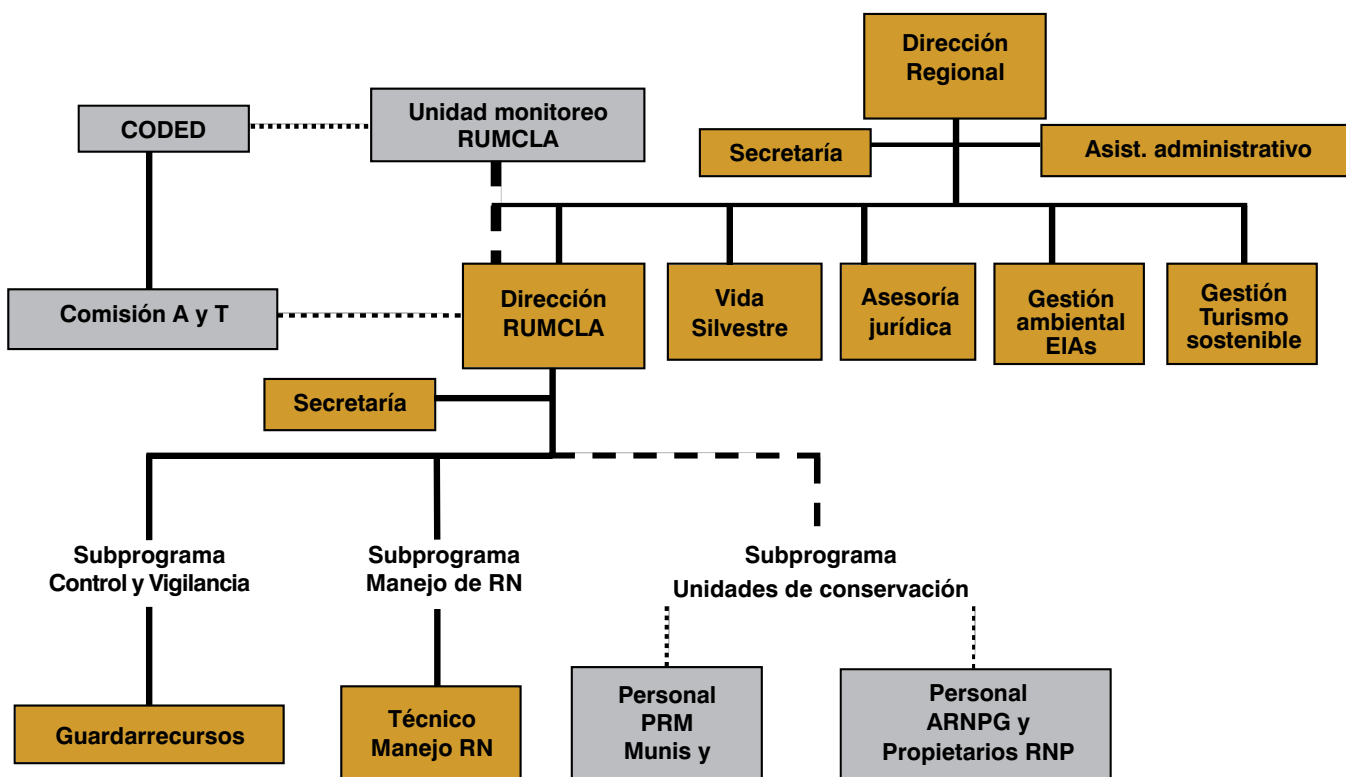 Dirección
Regional
CODED
Unidad monitoreo
RUMCLA
Secretaría
Asist. administrativo
Comisión A y T
Dirección
RUMCLA
Vida
Silvestre
Asesoría
jurídica
Gestión
ambiental
EIAs
Gestión
Turismo
sostenible
Secretaría
Subprograma
Control y Vigilancia
Subprograma
Manejo de RN
Subprograma
Unidades de conservación
Guardarrecursos
Técnico
Manejo RN
Personal
PRM
Munis y
Personal
ARNPG y
Propietarios RNP